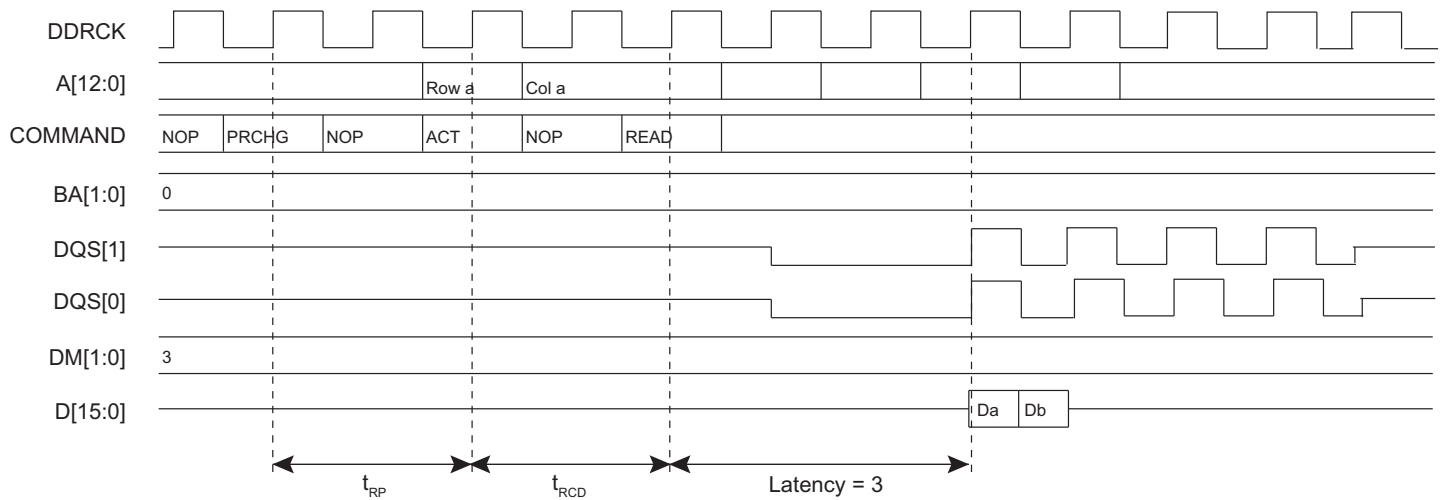 DDRCK
A[12:0] Row a Col a
COMMAND NOP PRCHG NOP ACT NOP READ
BA[1:0] 0
DQS[1]
DQS[0]
DM[1:0] 3
D[15:0] Da Db
tRP tRCD Latency = 3